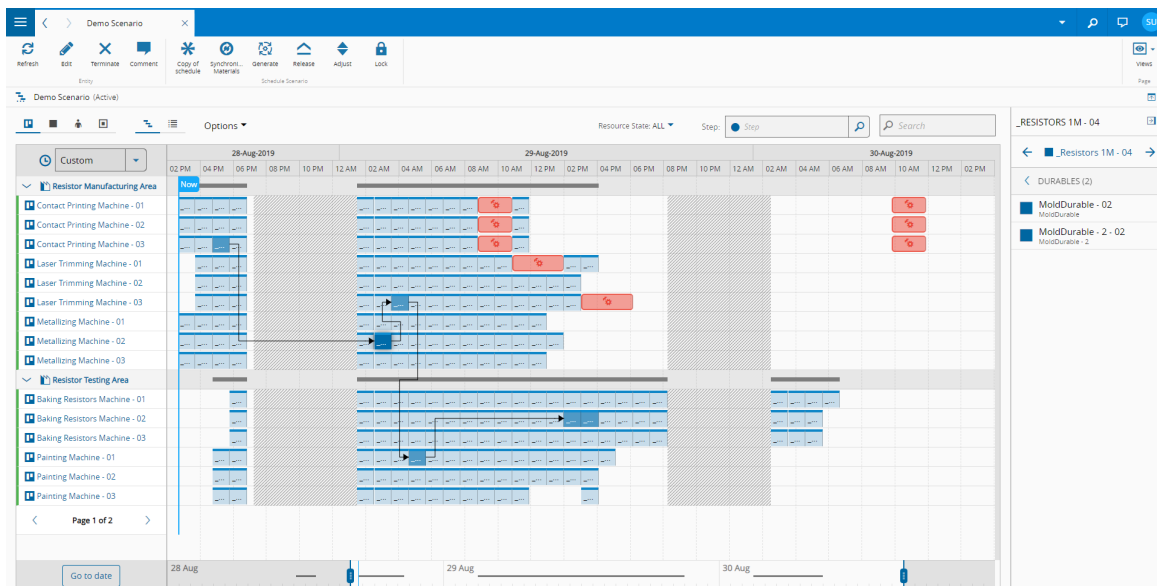 Demo Scenario
SU
Refresh
Edit
Terminate
Comment
Copy of schedule
Synchroni... Materials
Generate
Release
Adjust
Lock
Views
Entity
Schedule Scenario
Page
Demo Scenario (Active)
Options
Resource State: ALL
Step:
Step
Search
_RESISTORS 1M - 04
_Resistors 1M - 04
DURABLES (2)
MoldDurable - 02
MoldDurable
MoldDurable - 2 - 02
MoldDurable - 2
Custom
28-Aug-2019
29-Aug-2019
30-Aug-2019
02 PM 04 PM 06 PM 08 PM 10 PM 12 AM 02 AM 04 AM 06 AM 08 AM 10 AM 12 PM 02 PM 04 PM 06 PM 08 PM 10 PM 12 AM 02 AM 04 AM 06 AM 08 AM 10 AM 12 PM 02 PM
Now
Resistor Manufacturing Area
Contact Printing Machine - 01
Contact Printing Machine - 02
Contact Printing Machine - 03
Laser Trimming Machine - 01
Laser Trimming Machine - 02
Laser Trimming Machine - 03
Metallizing Machine - 01
Metallizing Machine - 02
Metallizing Machine - 03
Resistor Testing Area
Baking Resistors Machine - 01
Baking Resistors Machine - 02
Baking Resistors Machine - 03
Painting Machine - 01
Painting Machine - 02
Painting Machine - 03
Page 1 of 2
Go to date
28 Aug
29 Aug
30 Aug